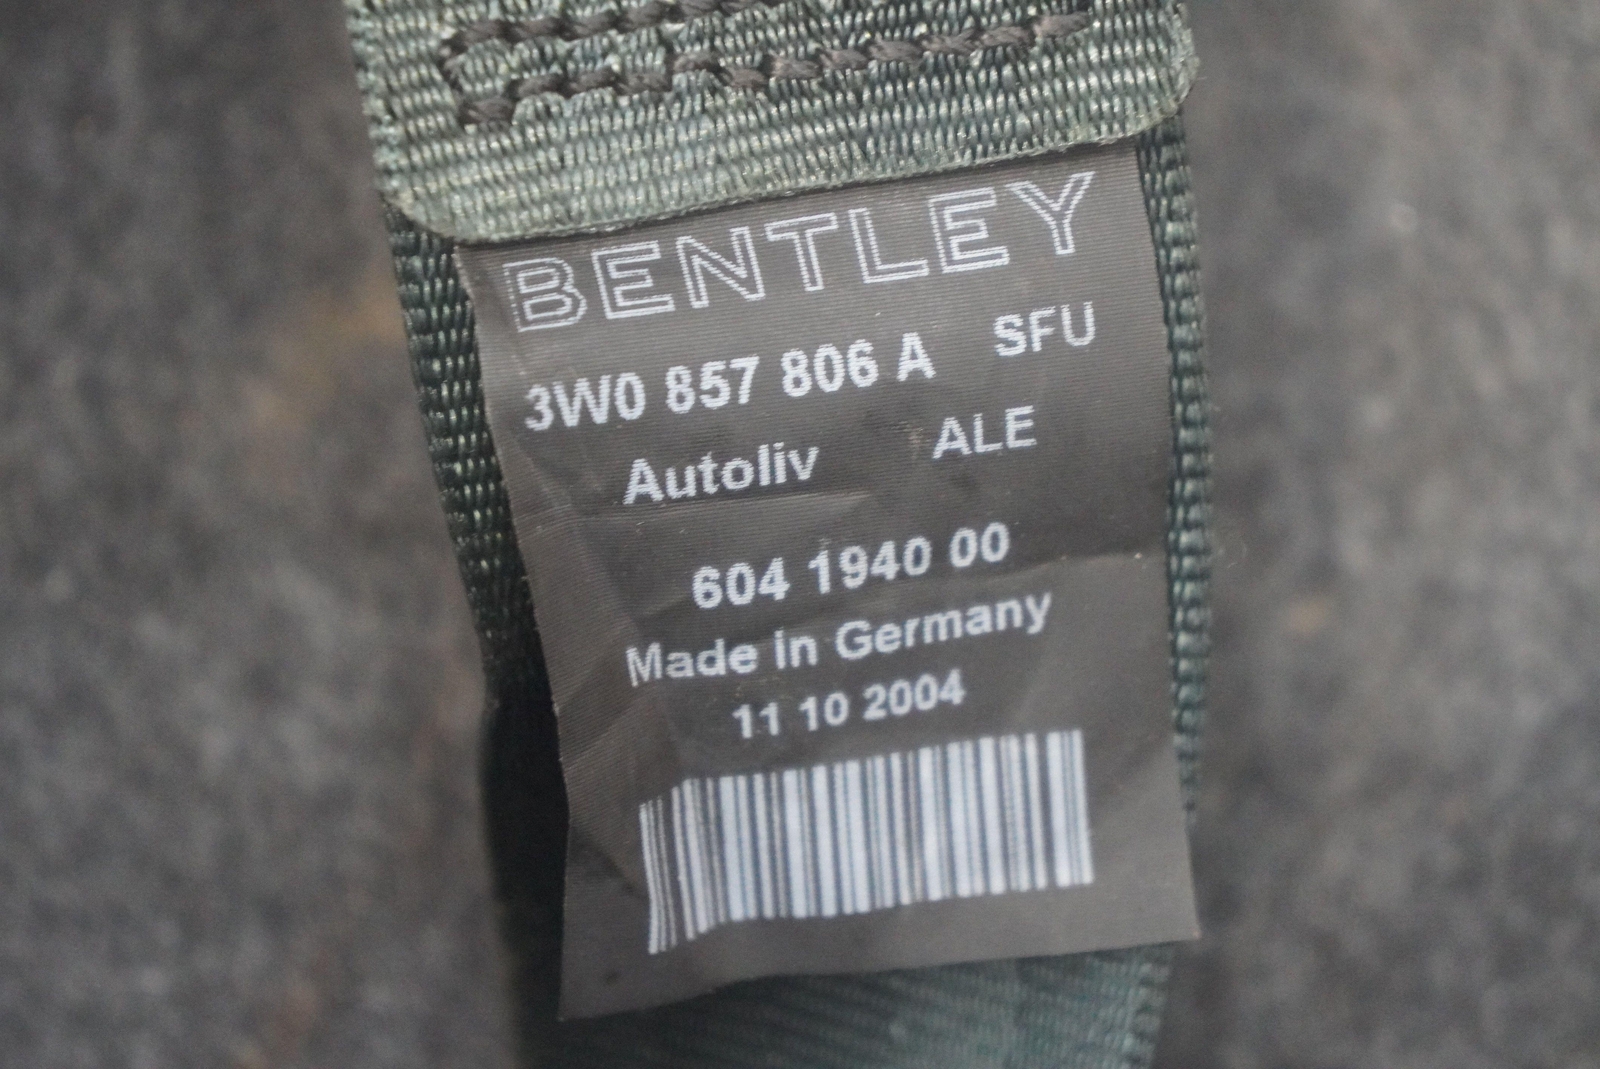 BENTLEY
3W0 857 806 A SFU
Autoliv ALE
604 1940 00
Made in Germany
11 10 2004